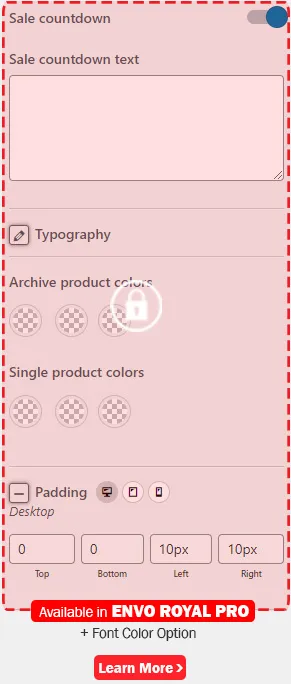 Sale countdown
Sale countdown text
Typography
Archive product colors
Single product colors
Padding
Desktop
0 0 10px 10px
Top Bottom Left Right
Available in ENVO ROYAL PRO
+ Font Color Option
Learn More >